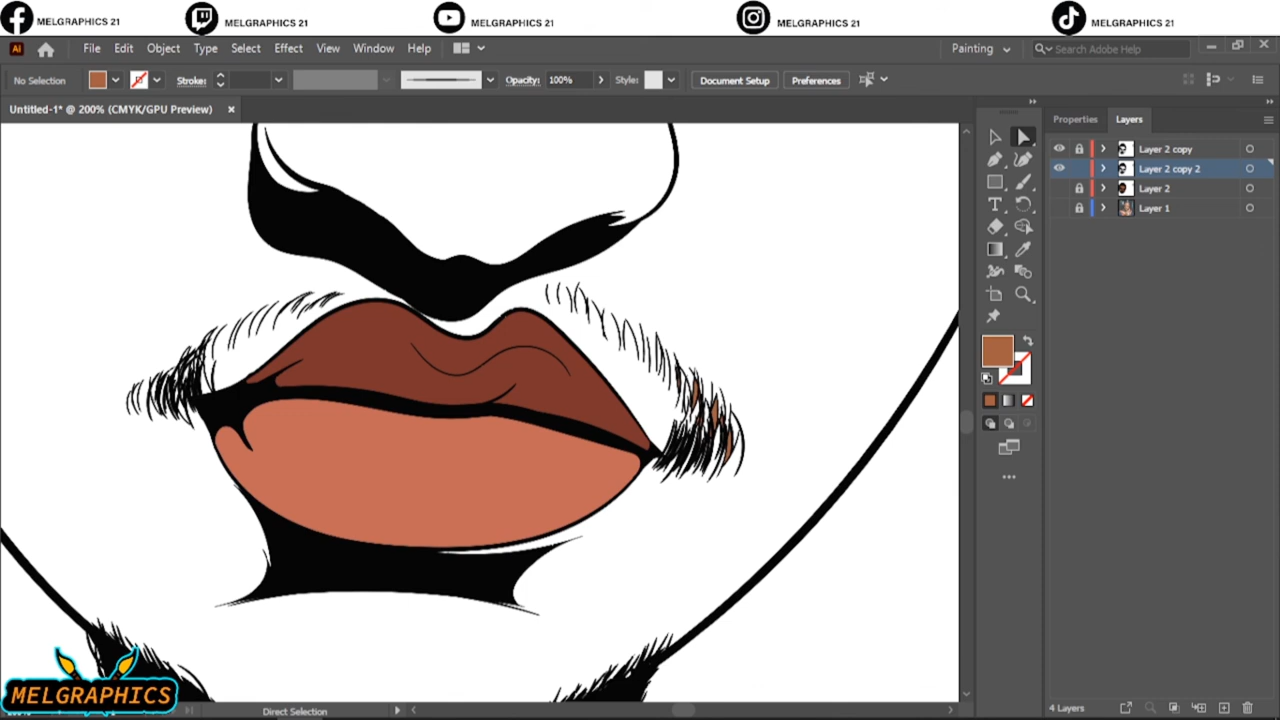 MELGRAPHICS 21
MELGRAPHICS 21
MELGRAPHICS 21
MELGRAPHICS 21
MELGRAPHICS 21
Ai File Edit Object Type Select Effect View Window Help Painting Search Adobe Help
No Selection Stroke: Opacity: 100% Style: Document Setup Preferences
Untitled-1* @ 200% (CMYK/GPU Preview)
Properties Layers
Layer 2 copy
Layer 2 copy 2
Layer 2
Layer 1
MELGRAPHICS
Direct Selection
4 Layers